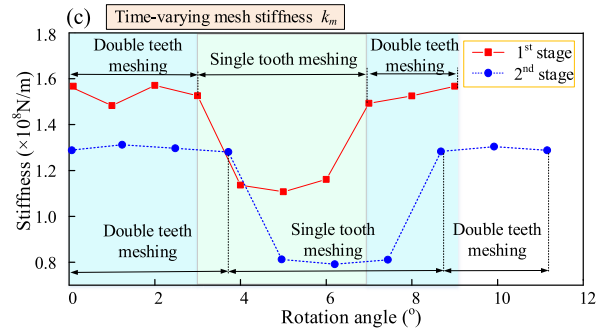 (c)
Time-varying mesh stiffness k_m
1.8
1.6
1.4
1.2
1.0
0.8
Stiffness (×10⁸N/m)
Double teeth
meshing
Single tooth meshing
Double teeth
meshing
1st stage
2nd stage
Double teeth
meshing
Single tooth
meshing
Double teeth
meshing
0 2 4 6 8 10 12
Rotation angle (°)